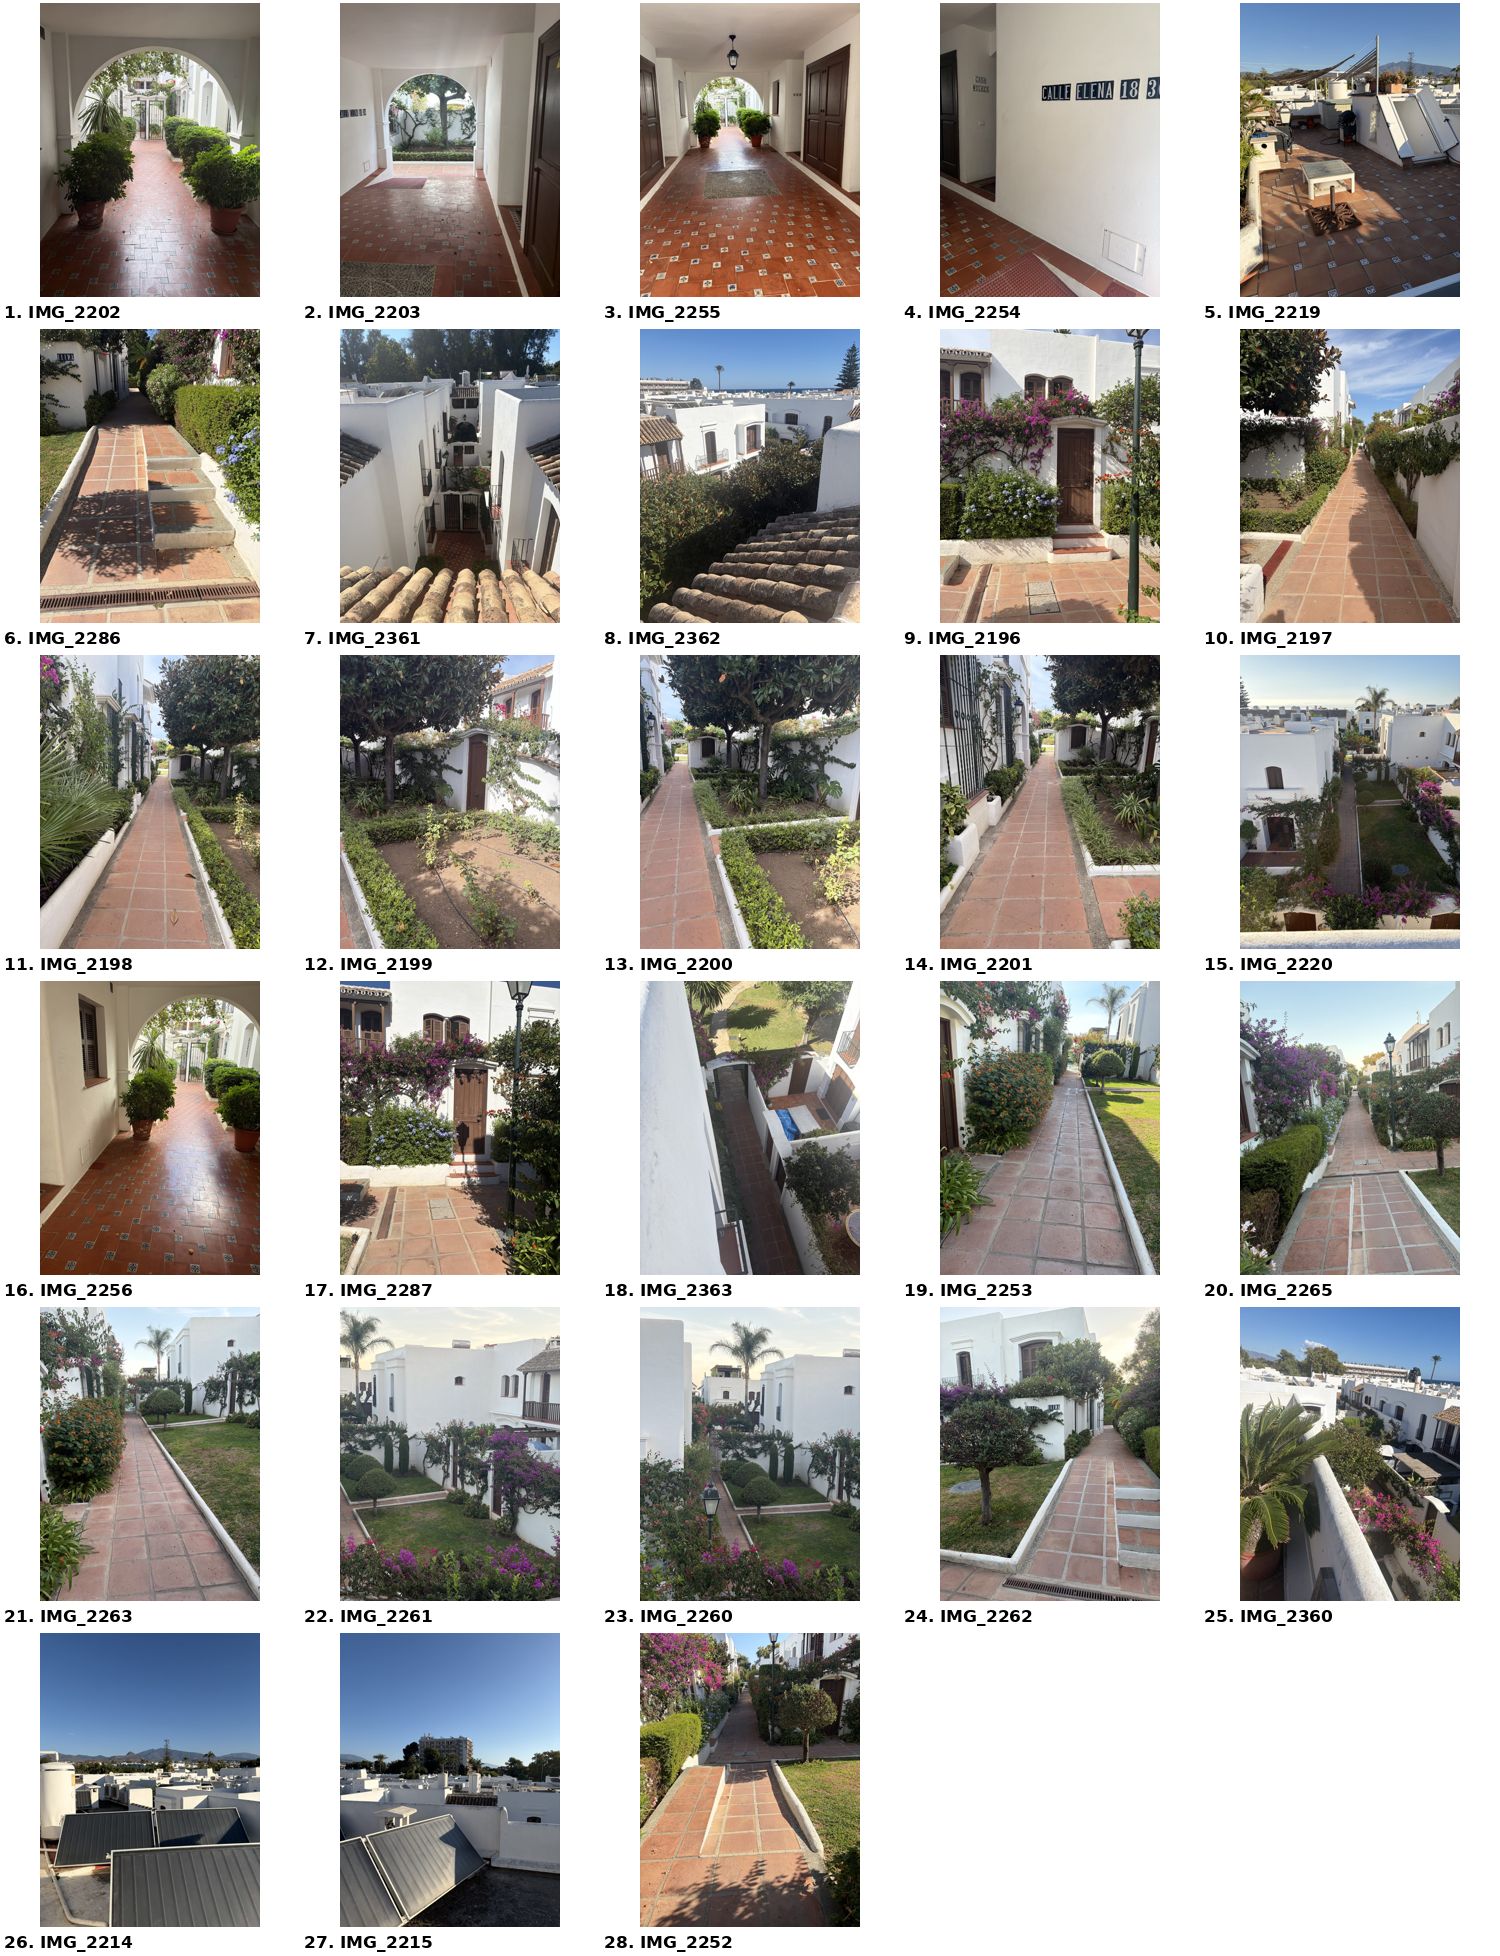 1. IMG_2202
2. IMG_2203
3. IMG_2255
CALLE ELENA 18 3
4. IMG_2254
5. IMG_2219
6. IMG_2286
7. IMG_2361
8. IMG_2362
9. IMG_2196
10. IMG_2197
11. IMG_2198
12. IMG_2199
13. IMG_2200
14. IMG_2201
15. IMG_2220
16. IMG_2256
17. IMG_2287
18. IMG_2363
19. IMG_2253
20. IMG_2265
21. IMG_2263
22. IMG_2261
23. IMG_2260
24. IMG_2262
25. IMG_2360
26. IMG_2214
27. IMG_2215
28. IMG_2252